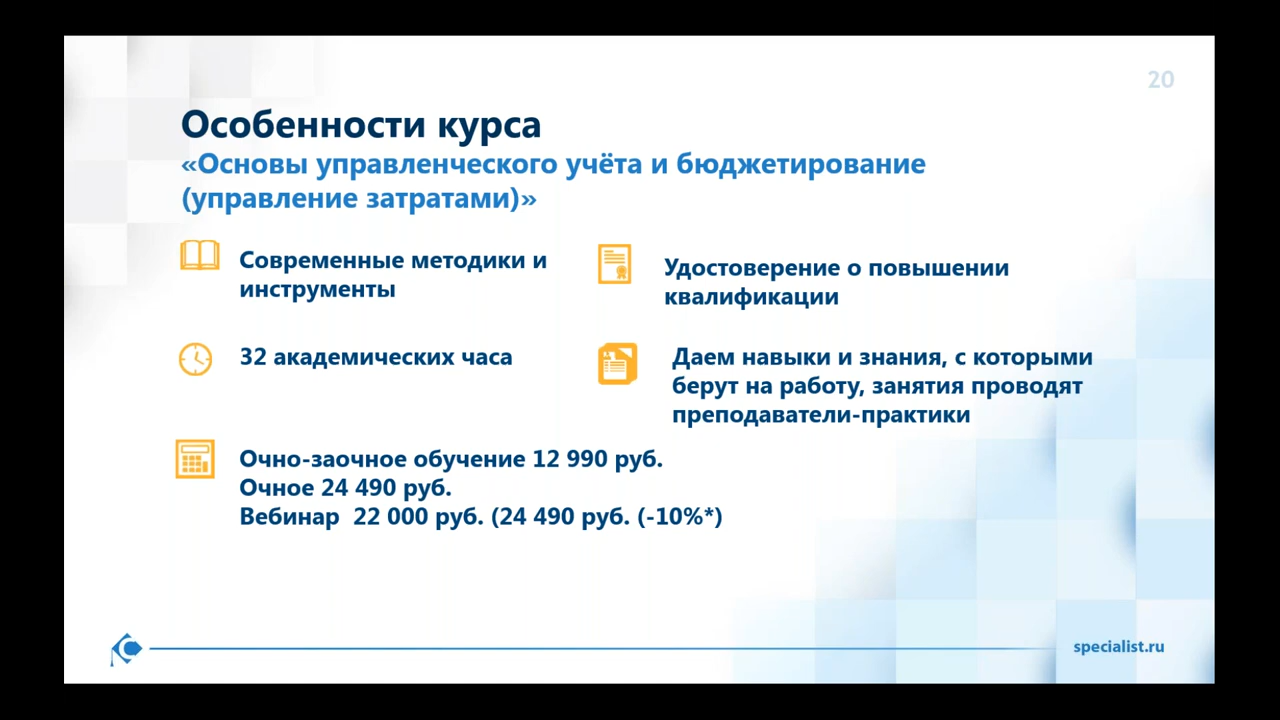 20
Особенности курса
«Основы управленческого учёта и бюджетирование
(управление затратами)»
Современные методики и
инструменты
Удостоверение о повышении
квалификации
32 академических часа
Даем навыки и знания, с которыми
берут на работу, занятия проводят
преподаватели-практики
Очно-заочное обучение 12 990 руб.
Очное 24 490 руб.
Вебинар  22 000 руб. (24 490 руб. (-10%*)
specialist.ru